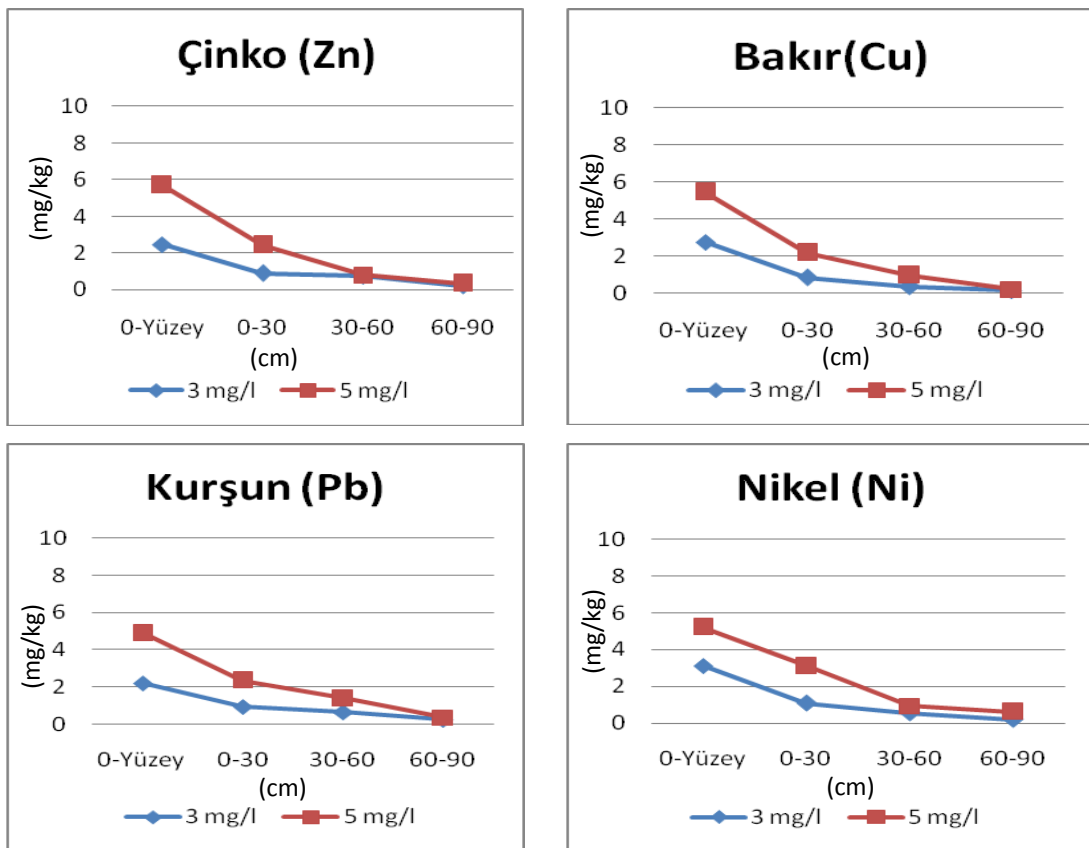 Çinko (Zn)
10
8
6
4
2
0
(mg/kg)
0-Yüzey 0-30 30-60 60-90
(cm)
3 mg/l 5 mg/l
Bakır(Cu)
10
8
6
4
2
0
(mg/kg)
0-Yüzey 0-30 30-60 60-90
(cm)
3 mg/l 5 mg/l
Kurşun (Pb)
10
8
6
4
2
0
(mg/kg)
0-Yüzey 0-30 30-60 60-90
(cm)
3 mg/l 5 mg/l
Nikel (Ni)
10
8
6
4
2
0
(mg/kg)
0-Yüzey 0-30 30-60 60-90
(cm)
3 mg/l 5 mg/l